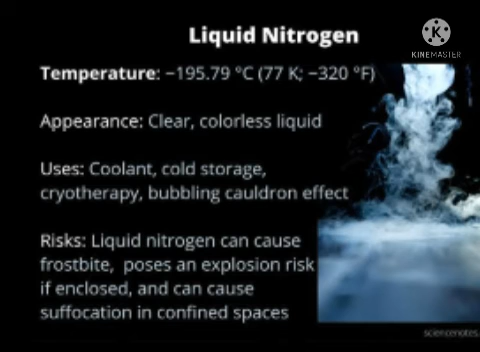 Liquid Nitrogen
KINEMASTER
Temperature: −195.79 °C (77 K; −320 °F)
Appearance: Clear, colorless liquid
Uses: Coolant, cold storage,
cryotherapy, bubbling cauldron effect
Risks: Liquid nitrogen can cause
frostbite, poses an explosion risk
if enclosed, and can cause
suffocation in confined spaces
sciencenotes.